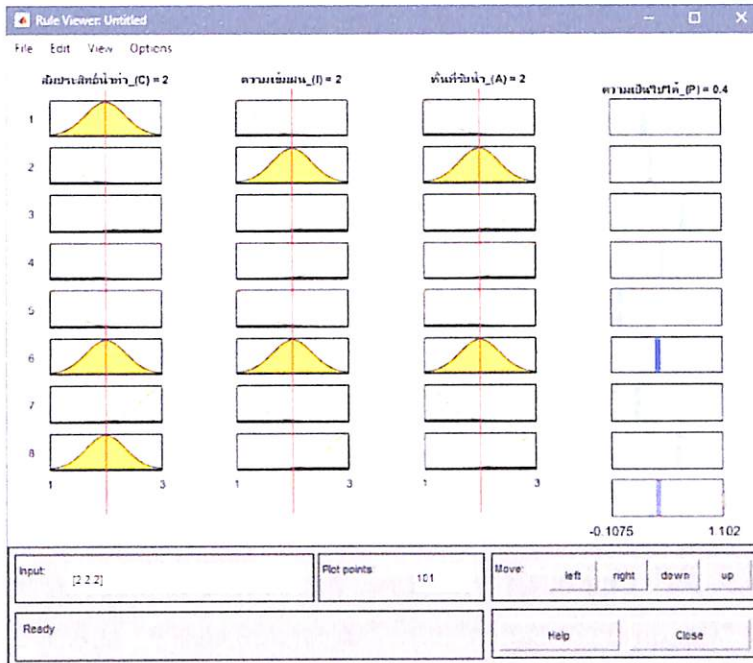 Rule Viewer: Untitled
File Edit View Options
สัมประสิทธิ์น้ำท่า_(C) = 2 ความเข้มฝน_(I) = 2 พื้นที่รับน้ำ_(A) = 2 ความเป็นไปได้_(P) = 0.4
1
2
3
4
5
6
7
8
1 3 1 3 1 3
-0.1075 1.102
Input: [2 2 2] Plot points: 101 Move: left right down up
Ready Help Close